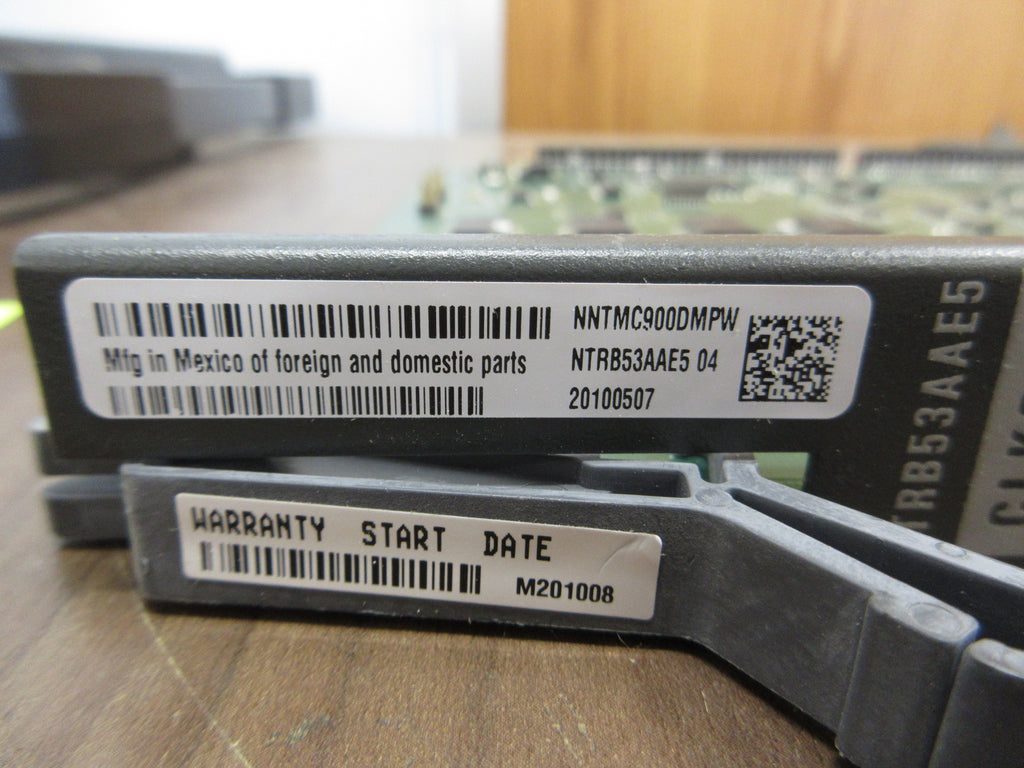 NNTMC900DMPW
Mfg in Mexico of foreign and domestic parts
NTRB53AAE5 04
20100507
WARRANTY START DATE
M201008
NTRB53AAE5